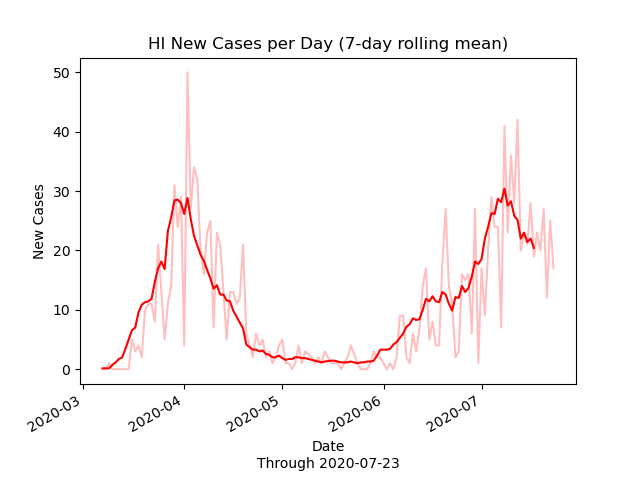 HI New Cases per Day (7-day rolling mean)
50
40
30
20
10
0
New Cases
2020-03
2020-04
2020-05
2020-06
2020-07
Date
Through 2020-07-23